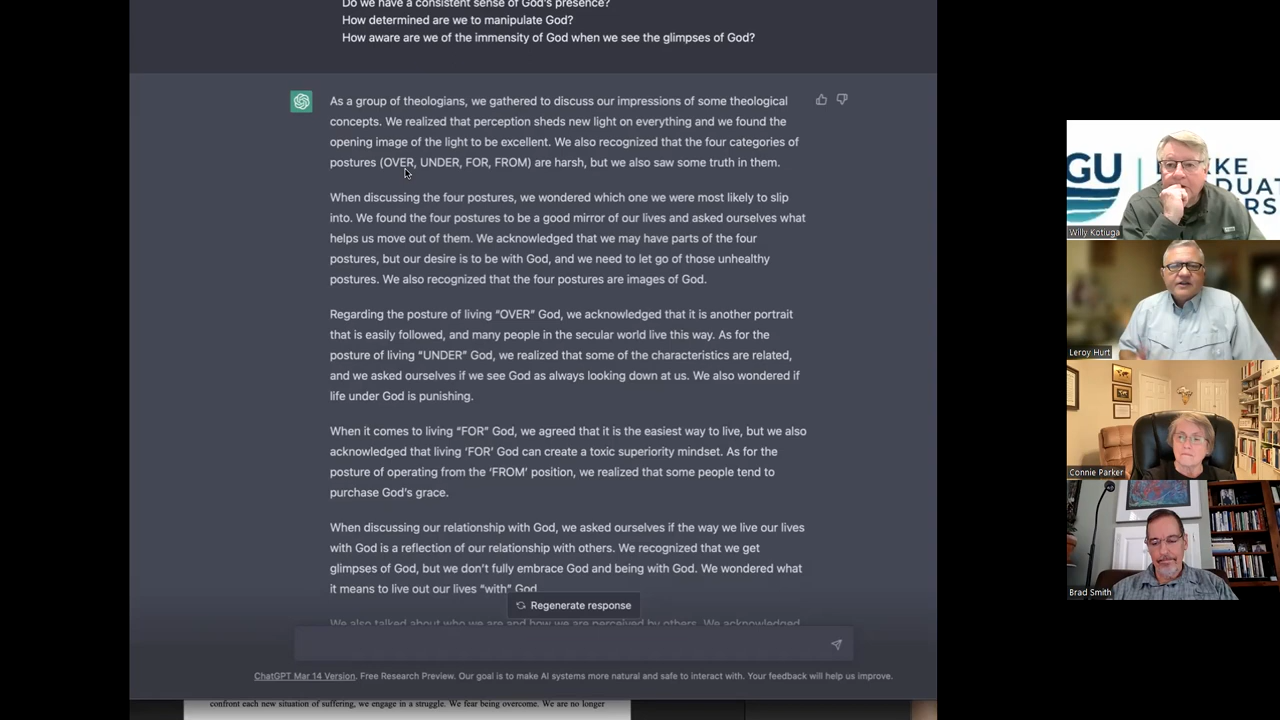 Do we have a consistent sense of God's presence?
How determined are we to manipulate God?
How aware are we of the immensity of God when we see the glimpses of God?
As a group of theologians, we gathered to discuss our impressions of some theological
concepts. We realized that perception sheds new light on everything and we found the
opening image of the light to be excellent. We also recognized that the four categories of
postures (OVER, UNDER, FOR, FROM) are harsh, but we also saw some truth in them.
When discussing the four postures, we wondered which one we were most likely to slip
into. We found the four postures to be a good mirror of our lives and asked ourselves what
helps us move out of them. We acknowledged that we may have parts of the four
postures, but our desire is to be with God, and we need to let go of those unhealthy
postures. We also recognized that the four postures are images of God.
Regarding the posture of living “OVER” God, we acknowledged that it is another portrait
that is easily followed, and many people in the secular world live this way. As for the
posture of living “UNDER” God, we realized that some of the characteristics are related,
and we asked ourselves if we see God as always looking down at us. We also wondered if
life under God is punishing.
When it comes to living “FOR” God, we agreed that it is the easiest way to live, but we also
acknowledged that living ‘FOR’ God can create a toxic superiority mindset. As for the
posture of operating from the ‘FROM’ position, we realized that some people tend to
purchase God's grace.
When discussing our relationship with God, we asked ourselves if the way we live our lives
with God is a reflection of our relationship with others. We recognized that we get
glimpses of God, but we don't fully embrace God and being with God. We wondered what
it means to live out our lives “with” God
Regenerate response
We also talked about who we are and how we are perceived by others. We acknowledged
ChatGPT Mar 14 Version. Free Research Preview. Our goal is to make AI systems more natural and safe to interact with. Your feedback will help us improve.
confront each new situation of suffering, we engage in a struggle. We fear being overcome. We are no longer
GU
Willy Kotiuga
Leroy Hurt
Connie Parker
Brad Smith